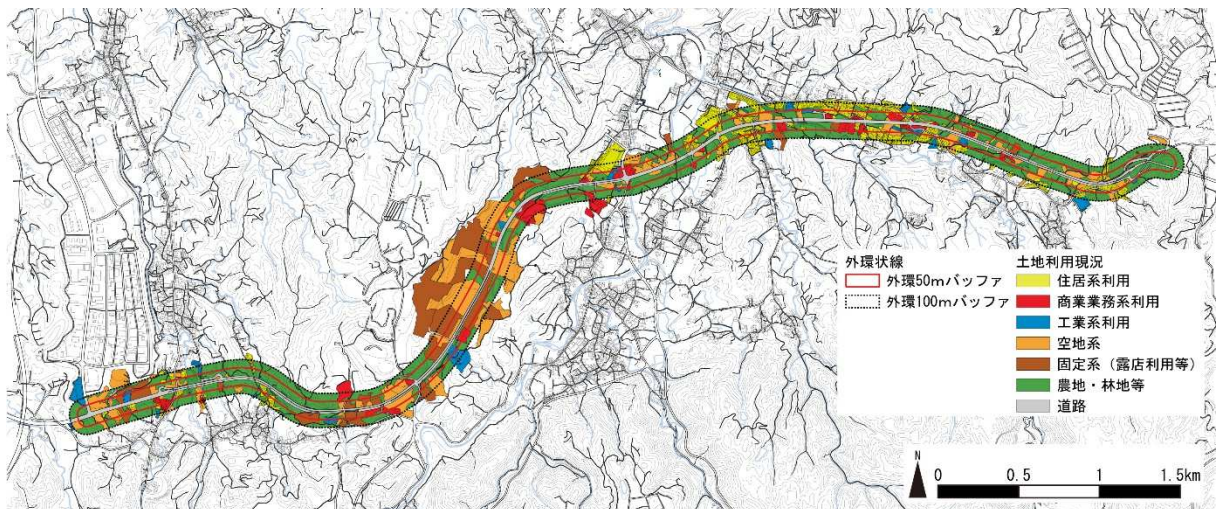 外環状線
外環50mバッファ
外環100mバッファ
土地利用現況
住居系利用
商業業務系利用
工業系利用
空地系
固定系（露店利用等）
農地・林地等
道路
N
0 0.5 1 1.5km